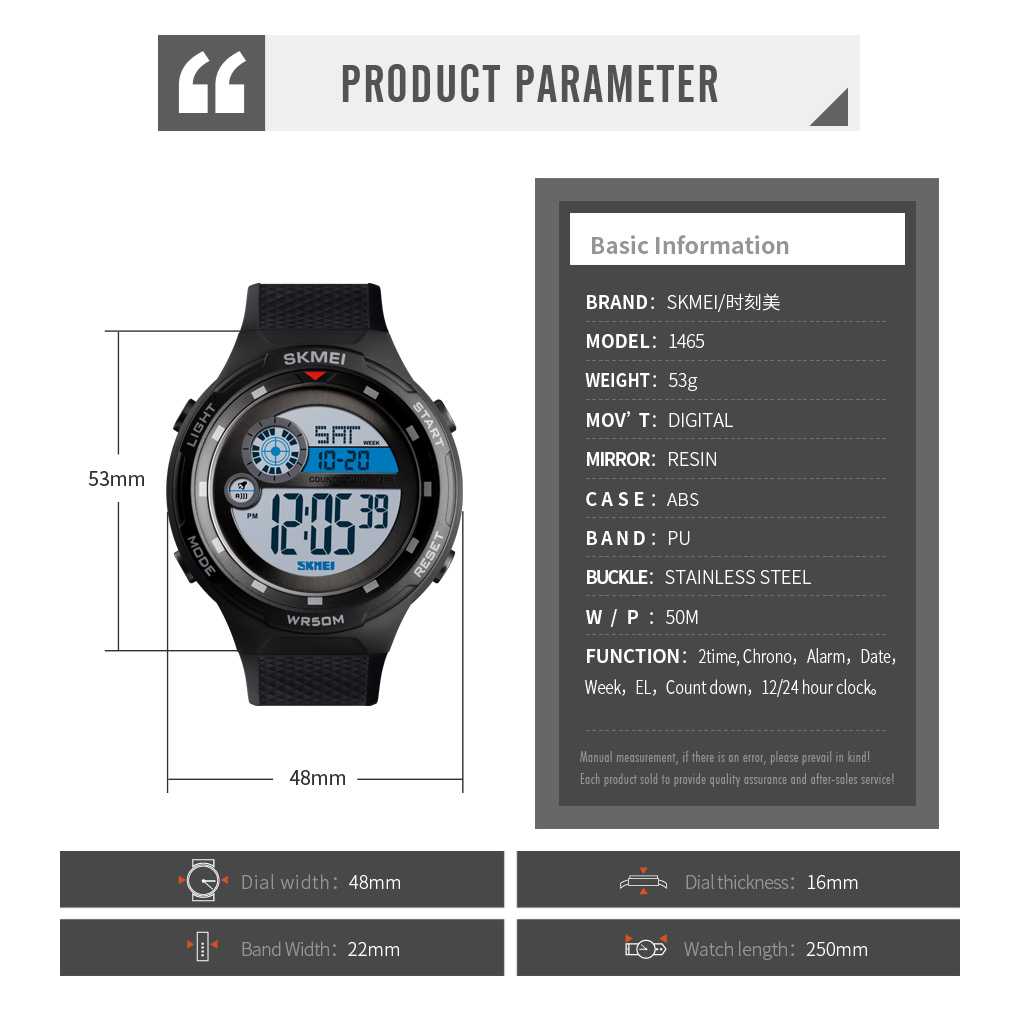 PRODUCT PARAMETER
Basic Information
BRAND: SKMEI/时刻美
MODEL: 1465
WEIGHT: 53g
MOV' T: DIGITAL
MIRROR: RESIN
CASE: ABS
BAND: PU
BUCKLE: STAINLESS STEEL
W / P : 50M
FUNCTION: 2time, Chrono, Alarm, Date,
Week, EL, Count down, 12/24 hour clock。
Manual measurement, if there is an error, please prevail in kind!
Each product sold to provide quality assurance and after-sales service!
SKMEI
LIGHT
START
SAT
WEEK
10-20
PM
12:05 39
SKMEI
MODE
RESET
WR50M
53mm
48mm
Dial width: 48mm
Dial thickness: 16mm
Band Width: 22mm
Watch length: 250mm